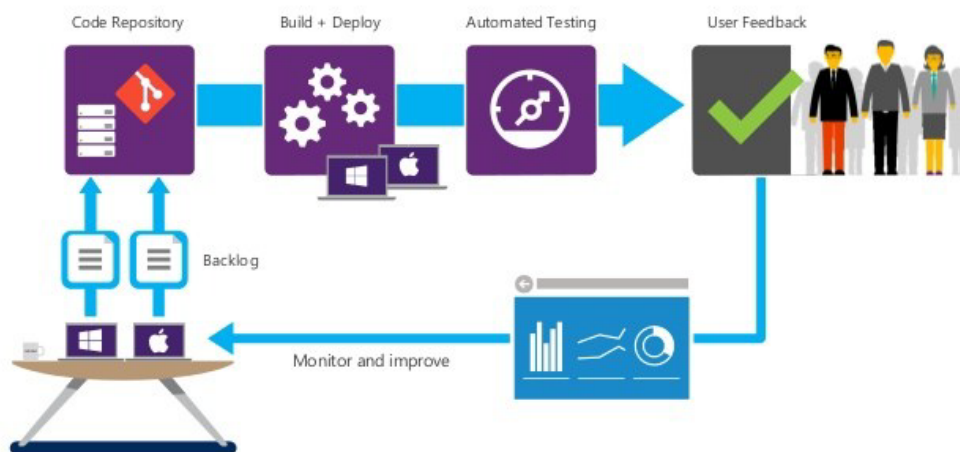 Code Repository
Build + Deploy
Automated Testing
User Feedback
Backlog
Monitor and improve